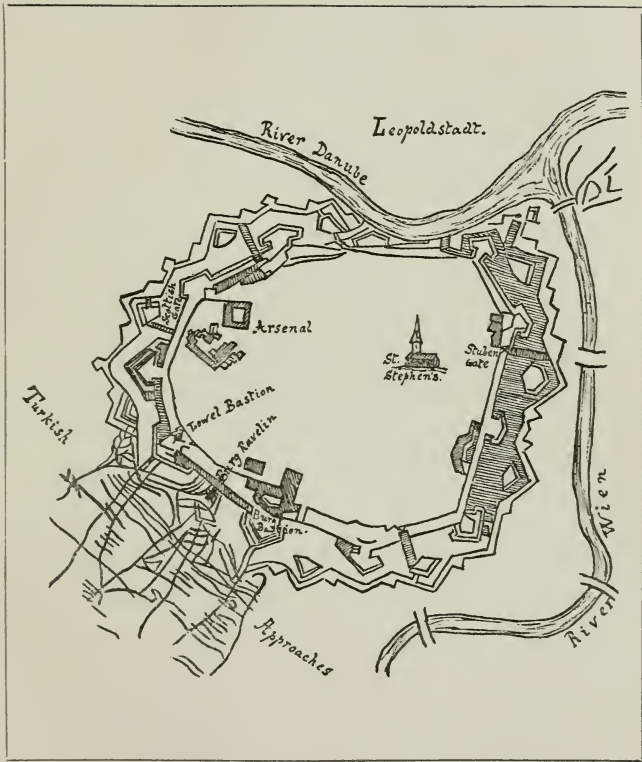 Leopoldstadt.
River Danube
Scottish
Gate
Arsenal
St.
Stephen's.
Stuben
Gate
Turkish
Löwel Bastion
Burg Ravelin
Burg
Bastion.
Approaches
River Wien